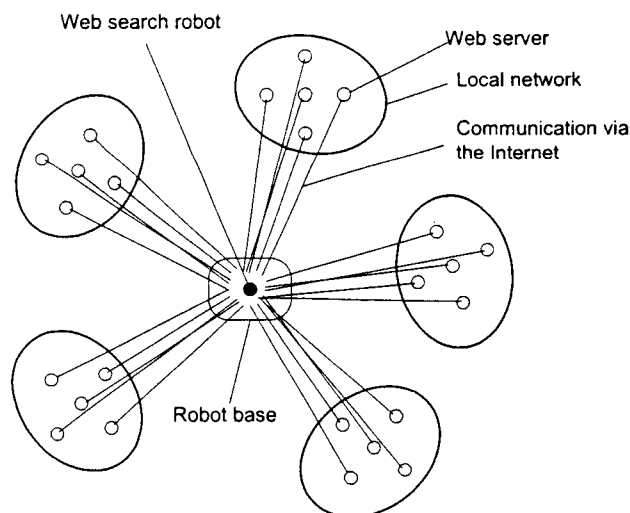 Web search robot
Web server
Local network
Communication via
the Internet
Robot base